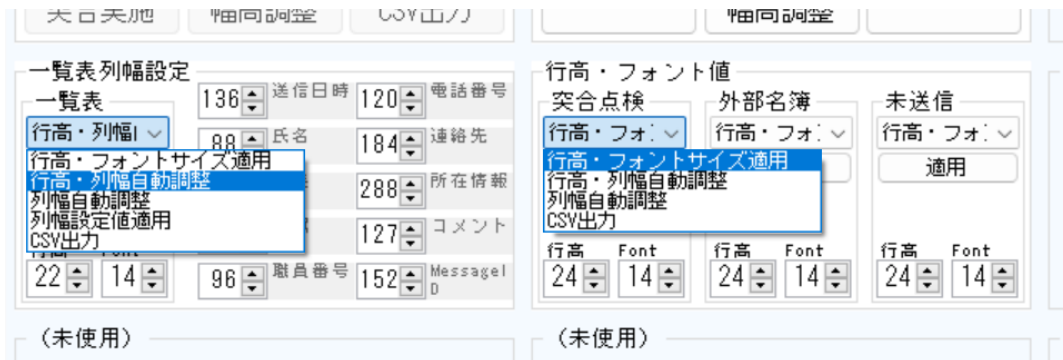 突合実施 幅高調整 CSV出力
幅高調整
一覧表列幅設定
一覧表
行高・列幅
行高・フォントサイズ適用
行高・列幅自動調整
列幅自動調整
列幅設定値適用
CSV出力
22 14
136 送信日時 120 電話番号
88 氏名 184 連絡先
288 所在情報
127 コメント
96 職員番号 152 MessageI
D
行高・フォント値
突合点検 外部名簿 未送信
行高・フォ 行高・フォ 行高・フォ
行高・フォントサイズ適用
行高・列幅自動調整
列幅自動調整
CSV出力
適用
行高 Font 行高 Font 行高 Font
24 14 24 14 24 14
(未使用) (未使用)